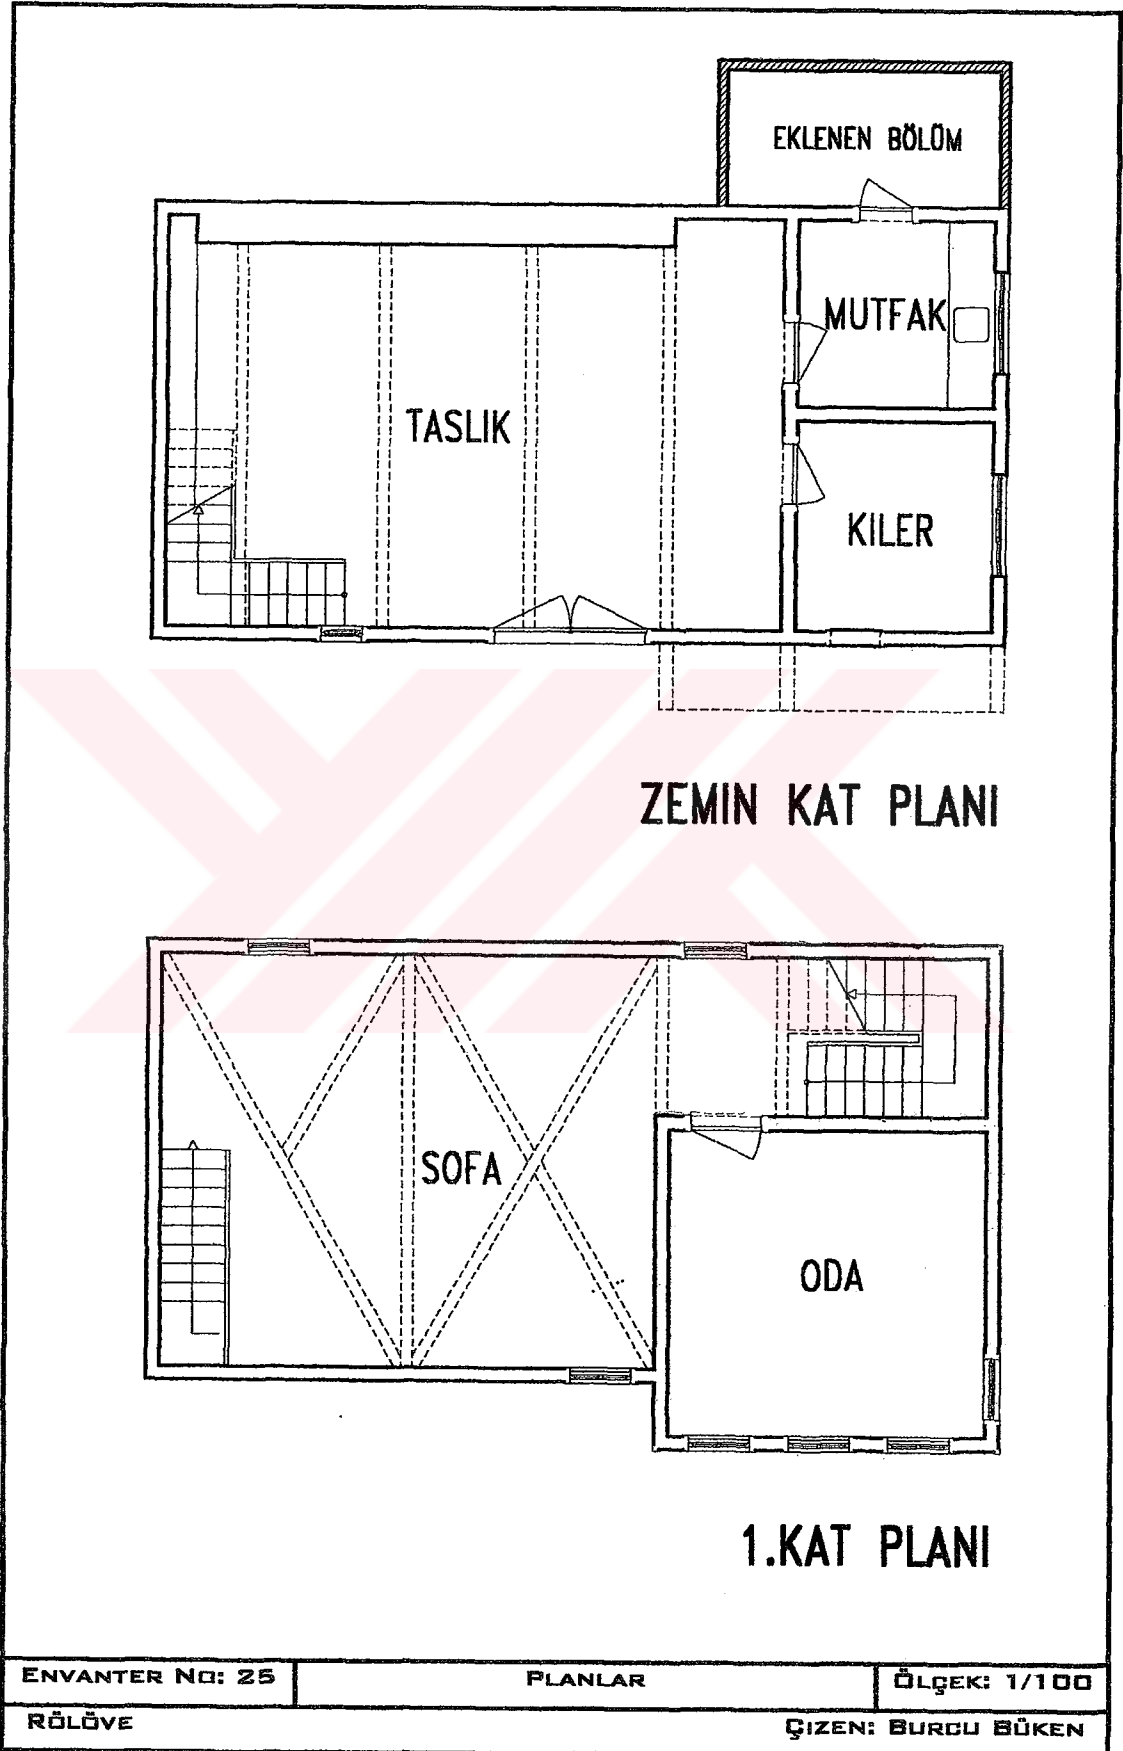 EKLENEN BÖLÜM
MUTFAK
TASLIK
KILER
ZEMIN KAT PLANI
SOFA
ODA
1.KAT PLANI
ENVANTER NO: 25
PLANLAR
ÖLÇEK: 1/100
RÖLÖVE
ÇIZEN: BURCU BÜKEN